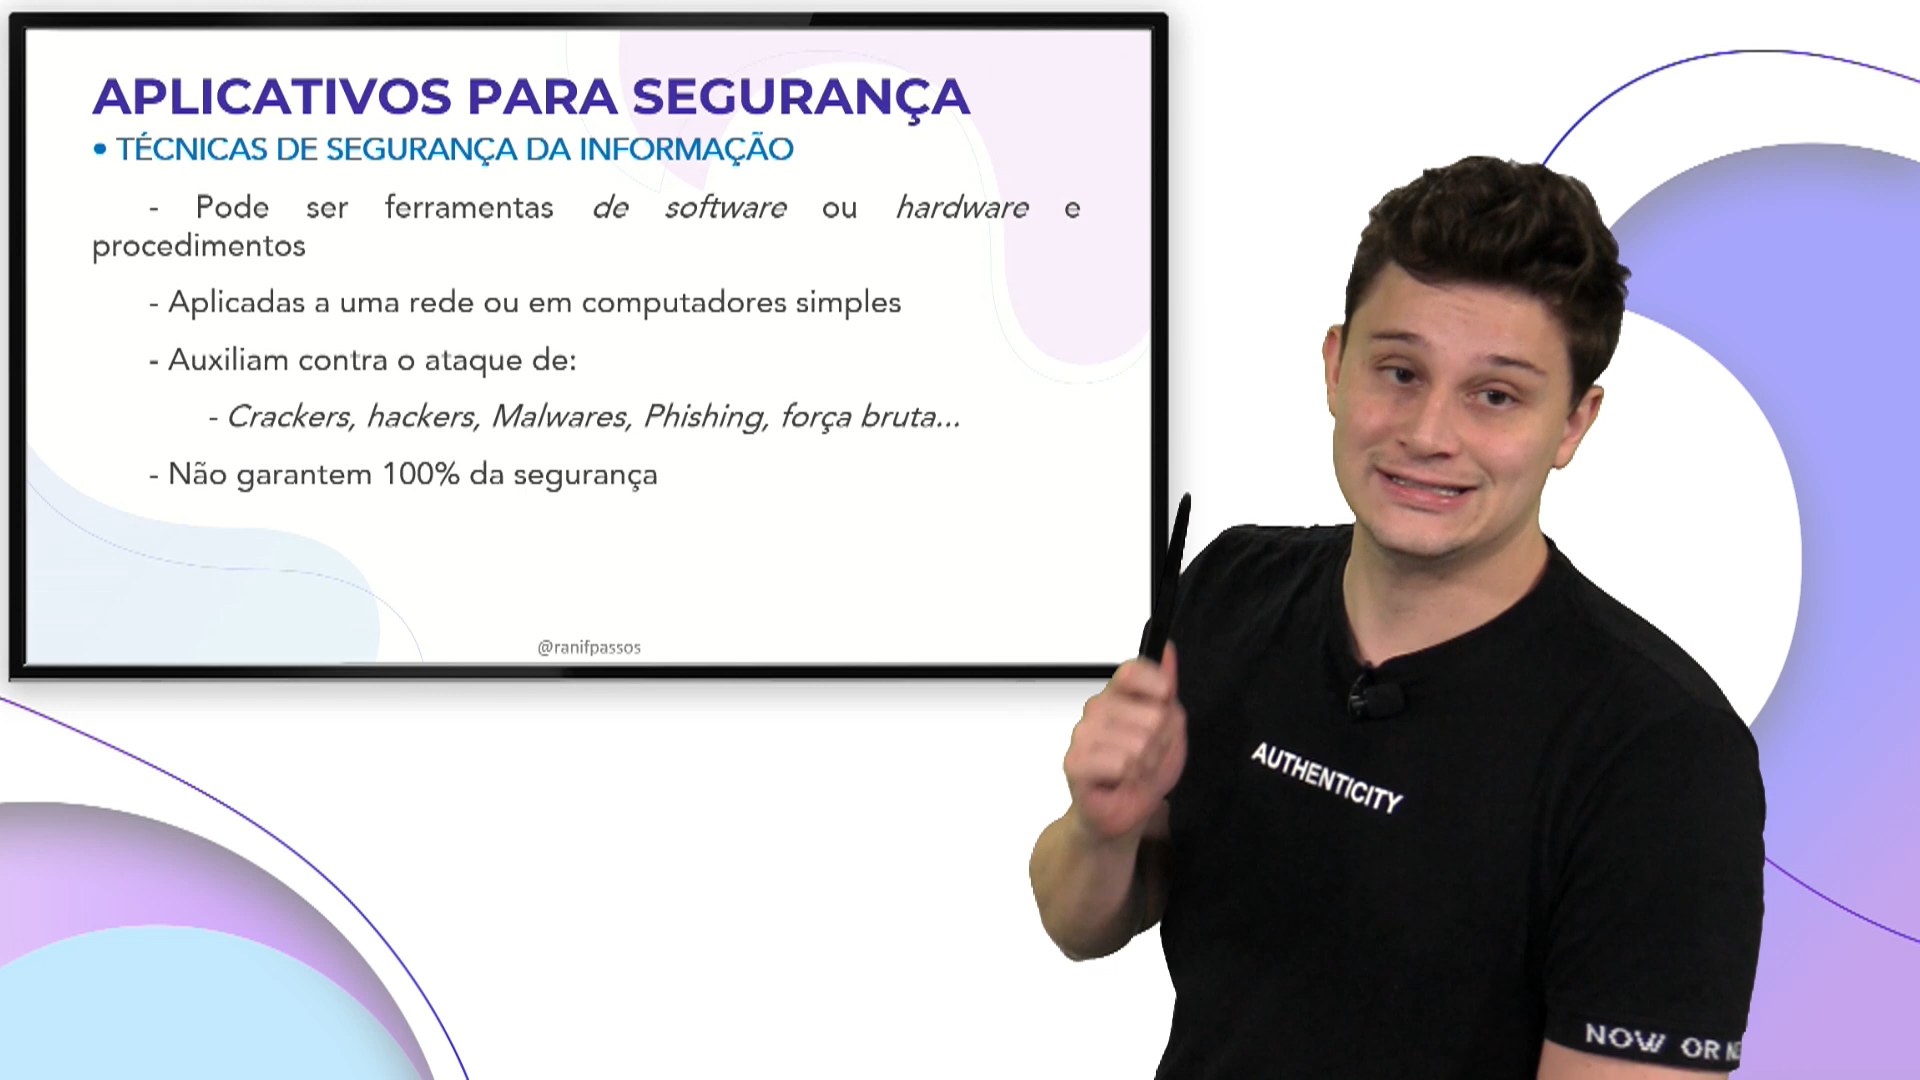 APLICATIVOS PARA SEGURANÇA
• TÉCNICAS DE SEGURANÇA DA INFORMAÇÃO
- Pode ser ferramentas de software ou hardware e
procedimentos
- Aplicadas a uma rede ou em computadores simples
- Auxiliam contra o ataque de:
- Crackers, hackers, Malwares, Phishing, força bruta...
- Não garantem 100% da segurança
@ranifpassos
AUTHENTICITY
NOW OR